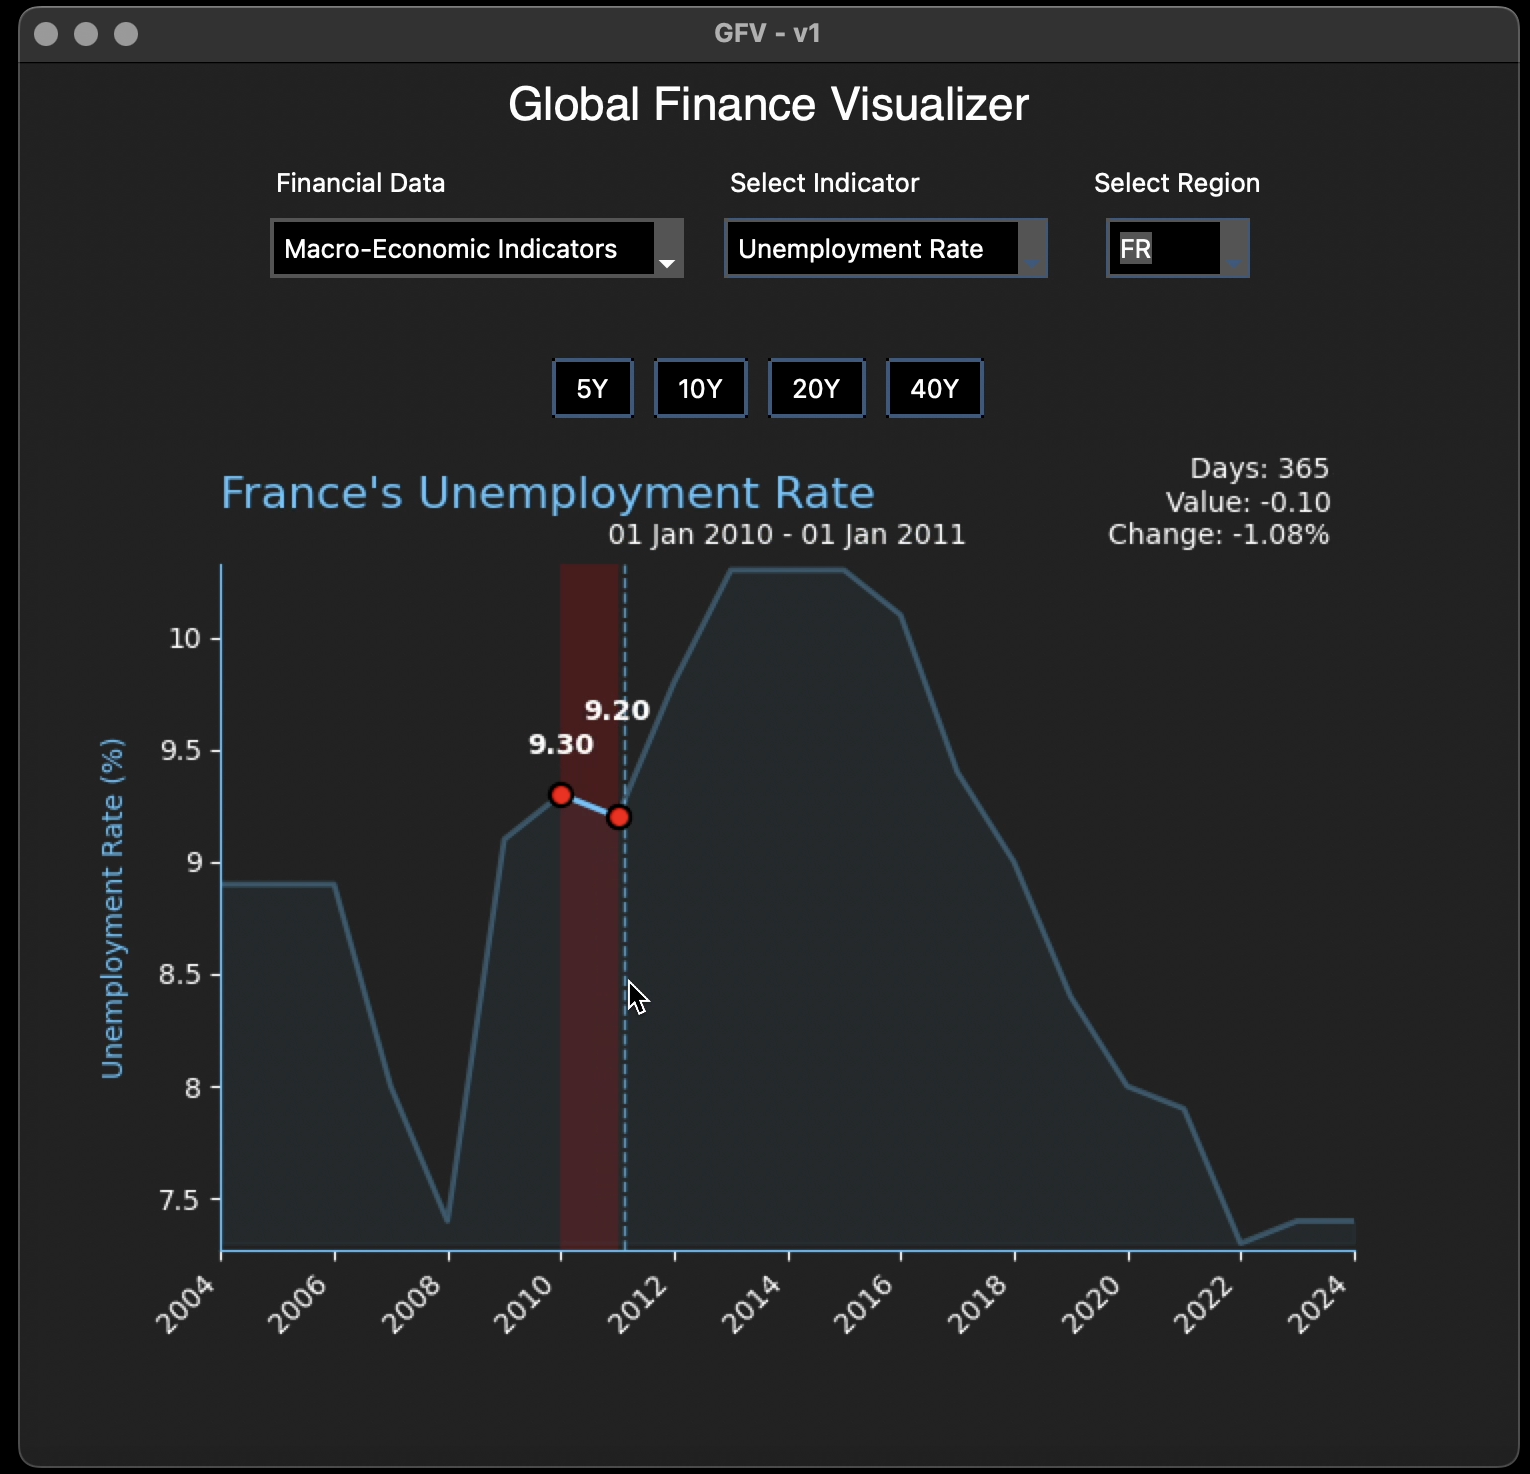 GFV - v1
Global Finance Visualizer
Financial Data
Select Indicator
Select Region
Macro-Economic Indicators
Unemployment Rate
FR
5Y
10Y
20Y
40Y
France's Unemployment Rate
01 Jan 2010 - 01 Jan 2011
Days: 365
Value: -0.10
Change: -1.08%
Unemployment Rate (%)
10
9.5
9
8.5
8
7.5
9.20
9.30
2004
2006
2008
2010
2012
2014
2016
2018
2020
2022
2024